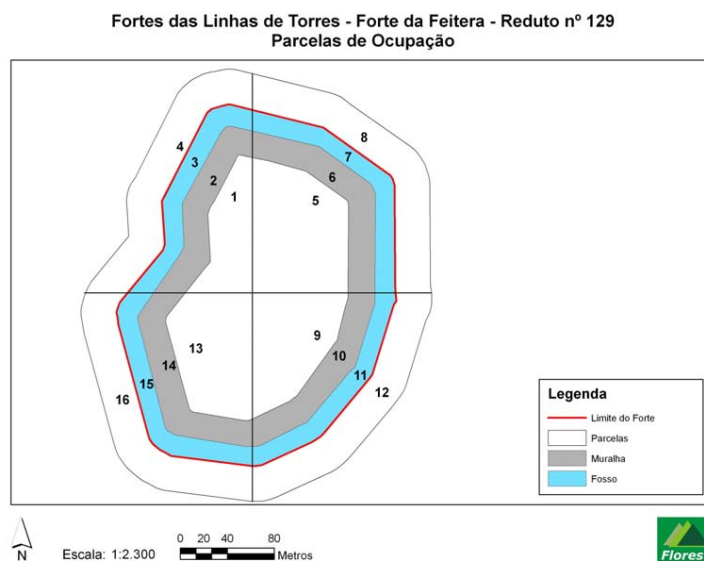 Fortes das Linhas de Torres - Forte da Feitera - Reduto nº 129
Parcelas de Ocupação
4
3
2
1
8
7
6
5
9
10
11
12
13
14
15
16
Legenda
Limite do Forte
Parcelas
Muralha
Fosso
N
Escala: 1:2.300
0 20 40 80
Metros
Flores